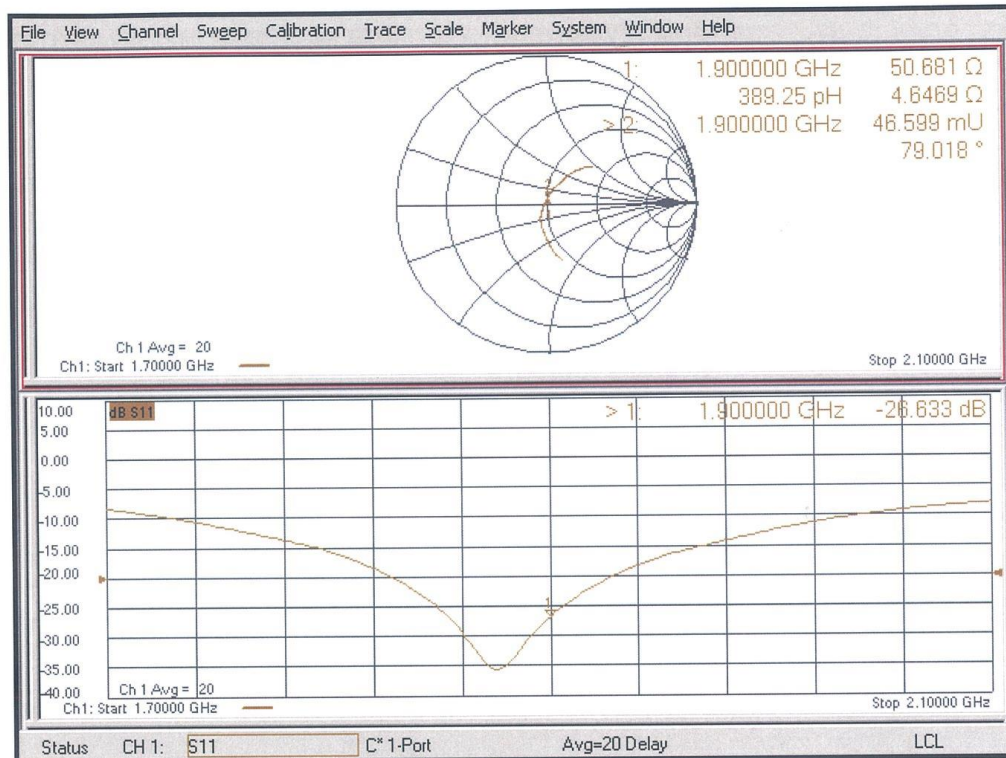 File View Channel Sweep Calibration Trace Scale Marker System Window Help
1: 1.900000 GHz 50.681 Ω
389.25 pH 4.6469 Ω
> 2: 1.900000 GHz 46.599 mU
79.018 °
1
Ch 1 Avg = 20
Ch1: Start 1.70000 GHz
Stop 2.10000 GHz
10.00
dB S11
> 1: 1.900000 GHz -26.633 dB
5.00
0.00
-5.00
-10.00
-15.00
-20.00
-25.00
1
-30.00
-35.00
-40.00
Ch 1 Avg = 20
Ch1: Start 1.70000 GHz
Stop 2.10000 GHz
Status CH 1: S11 C* 1-Port Avg=20 Delay LCL